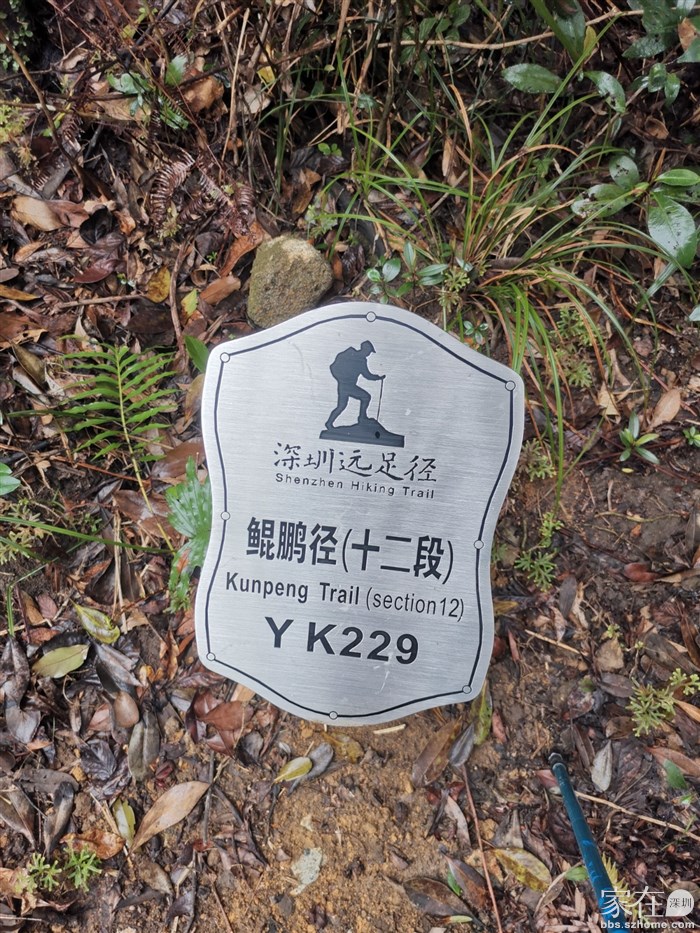 深圳远足径
Shenzhen Hiking Trail
鲲鹏径(十二段)
Kunpeng Trail (section12)
YK229
家在深圳
bbs.szhome.com